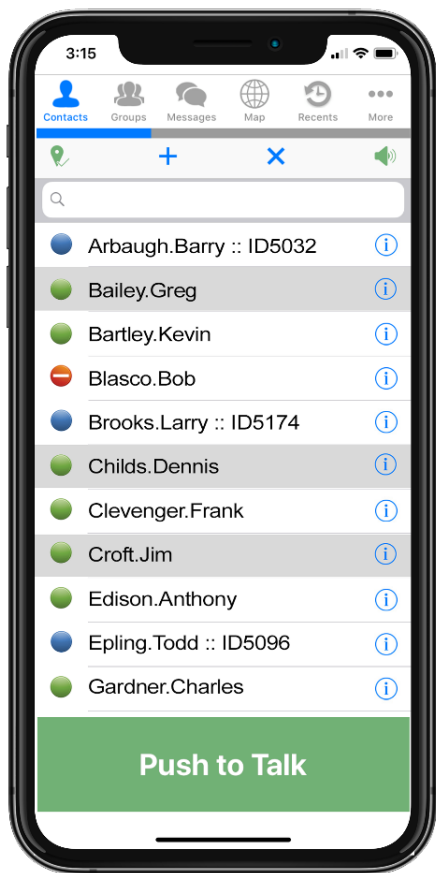 3:15
Contacts Groups Messages Map Recents More
Arbaugh.Barry :: ID5032
Bailey.Greg
Bartley.Kevin
Blasco.Bob
Brooks.Larry :: ID5174
Childs.Dennis
Clevenger.Frank
Croft.Jim
Edison.Anthony
Epling.Todd :: ID5096
Gardner.Charles
Push to Talk